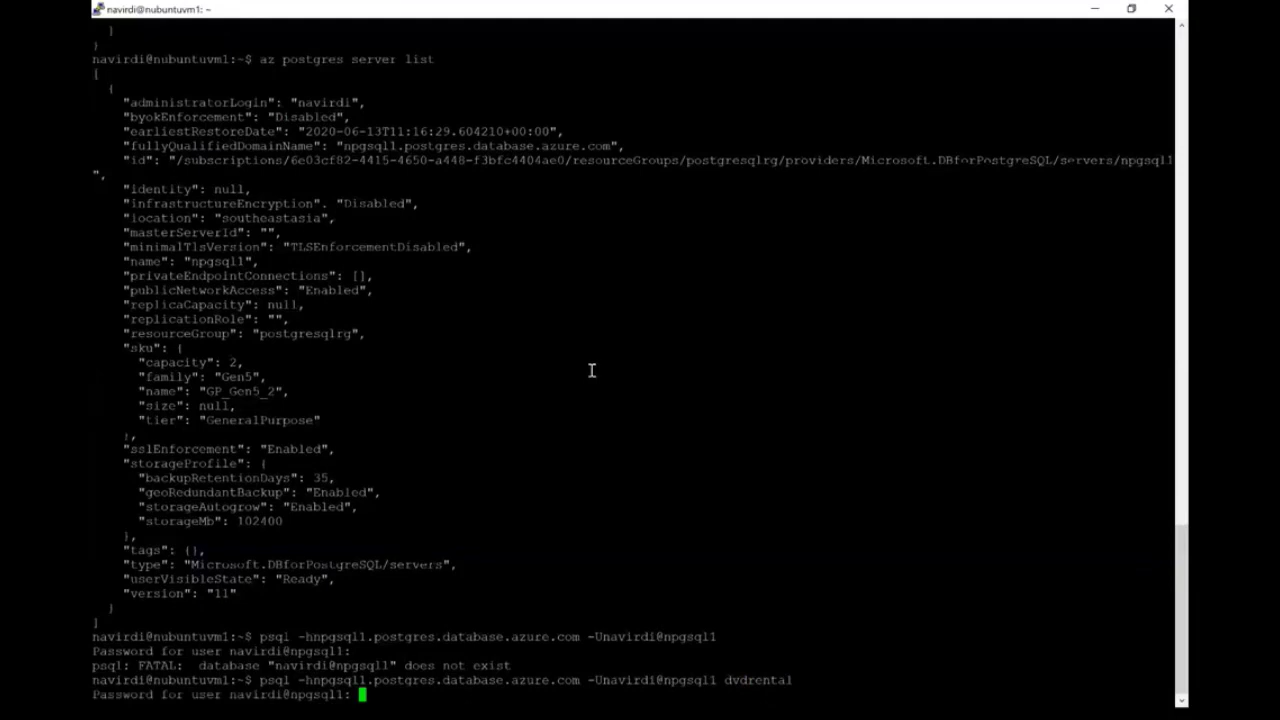 navirdi@nubuntuvm1: ~
]
}
navirdi@nubuntuvm1:~$ az postgres server list
[
{
"administratorLogin": "navirdi",
"byokEnforcement": "Disabled",
"earliestRestoreDate": "2020-06-13T11:16:29.604210+00:00",
"fullyQualifiedDomainName": "npgsql1.postgres.database.azure.com",
"id": "/subscriptions/6e03cf82-4415-4650-a448-f3bfc4404ae0/resourceGroups/postgresqlrg/providers/Microsoft.DBforPostgreSQL/servers/npgsql1
",
"identity": null,
"infrastructureEncryption": "Disabled",
"location": "southeastasia",
"masterServerId": "",
"minimalTlsVersion": "TLSEnforcementDisabled",
"name": "npgsql1",
"privateEndpointConnections": [],
"publicNetworkAccess": "Enabled",
"replicaCapacity": null,
"replicationRole": "",
"resourceGroup": "postgresqlrg",
"sku": {
"capacity": 2,
"family": "Gen5",
"name": "GP_Gen5_2",
"size": null,
"tier": "GeneralPurpose"
},
"sslEnforcement": "Enabled",
"storageProfile": {
"backupRetentionDays": 35,
"geoRedundantBackup": "Enabled",
"storageAutogrow": "Enabled",
"storageMb": 102400
},
"tags": {},
"type": "Microsoft.DBforPostgreSQL/servers",
"userVisibleState": "Ready",
"version": "11"
}
]
navirdi@nubuntuvm1:~$ psql -hnpgsql1.postgres.database.azure.com -Unavirdi@npgsql1
Password for user navirdi@npgsql1:
psql: FATAL:  database "navirdi@npgsql1" does not exist
navirdi@nubuntuvm1:~$ psql -hnpgsql1.postgres.database.azure.com -Unavirdi@npgsql1 dvdrental
Password for user navirdi@npgsql1: